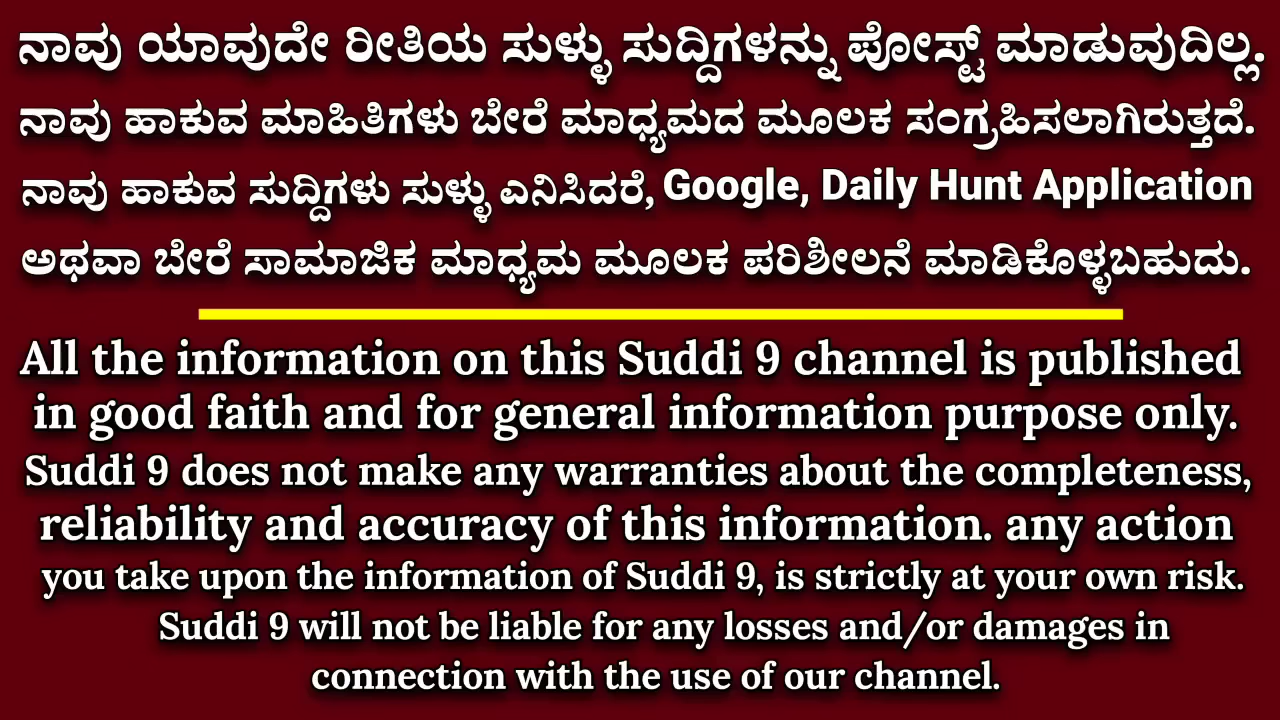 ನಾವು ಯಾವುದೇ ರೀತಿಯ ಸುಳ್ಳು ಸುದ್ದಿಗಳನ್ನು ಪೋಸ್ಟ್ ಮಾಡುವುದಿಲ್ಲ.
ನಾವು ಹಾಕುವ ಮಾಹಿತಿಗಳು ಬೇರೆ ಮಾಧ್ಯಮದ ಮೂಲಕ ಸಂಗ್ರಹಿಸಲಾಗಿರುತ್ತದೆ.
ನಾವು ಹಾಕುವ ಸುದ್ದಿಗಳು ಸುಳ್ಳು ಎನಿಸಿದರೆ, Google, Daily Hunt Application
ಅಥವಾ ಬೇರೆ ಸಾಮಾಜಿಕ ಮಾಧ್ಯಮ ಮೂಲಕ ಪರಿಶೀಲನೆ ಮಾಡಿಕೊಳ್ಳಬಹುದು.
All the information on this Suddi 9 channel is published
in good faith and for general information purpose only.
Suddi 9 does not make any warranties about the completeness,
reliability and accuracy of this information. any action
you take upon the information of Suddi 9, is strictly at your own risk.
Suddi 9 will not be liable for any losses and/or damages in
connection with the use of our channel.